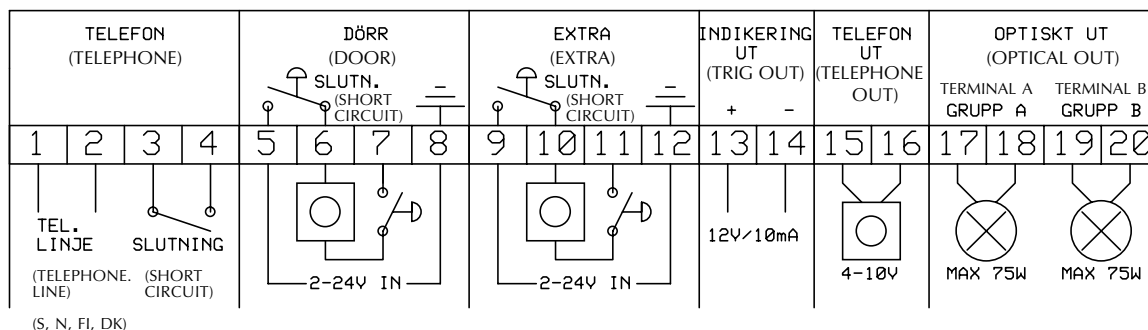 TELEFON
(TELEPHONE)
DÖRR
(DOOR)
SLUTN.
(SHORT
CIRCUIT)
EXTRA
(EXTRA)
SLUTN.
(SHORT
CIRCUIT)
INDIKERING
UT
(TRIG OUT)
+ -
TELEFON
UT
(TELEPHONE
OUT)
OPTISKT UT
(OPTICAL OUT)
TERMINAL A TERMINAL B
GRUPP A GRUPP B
1 2 3 4 5 6 7 8 9 10 11 12 13 14 15 16 17 18 19 20
TEL.
LINJE
SLUTNING
(TELEPHONE.
LINE)
(SHORT
CIRCUIT)
2-24V IN
2-24V IN
12V/10mA
4-10V
MAX 75W MAX 75W
(S, N, FI, DK)